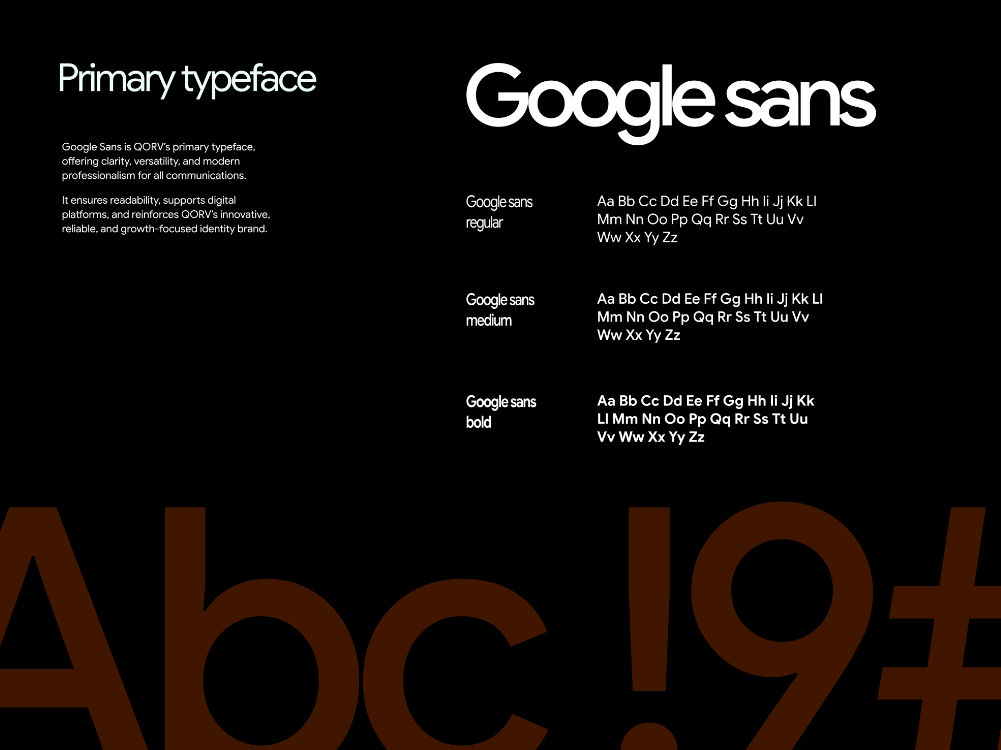 Primary typeface
Google Sans is QORV's primary typeface,
offering clarity, versatility, and modern
professionalism for all communications.
It ensures readability, supports digital
platforms, and reinforces QORV's innovative,
reliable, and growth-focused identity brand.
Google sans
Google sans
regular
Aa Bb Cc Dd Ee Ff Gg Hh Ii Jj Kk Ll
Mm Nn Oo Pp Qq Rr Ss Tt Uu Vv
Ww Xx Yy Zz
Google sans
medium
Aa Bb Cc Dd Ee Ff Gg Hh Ii Jj Kk Ll
Mm Nn Oo Pp Qq Rr Ss Tt Uu Vv
Ww Xx Yy Zz
Google sans
bold
Aa Bb Cc Dd Ee Ff Gg Hh Ii Jj Kk
Ll Mm Nn Oo Pp Qq Rr Ss Tt Uu
Vv Ww Xx Yy Zz
Abc !9#